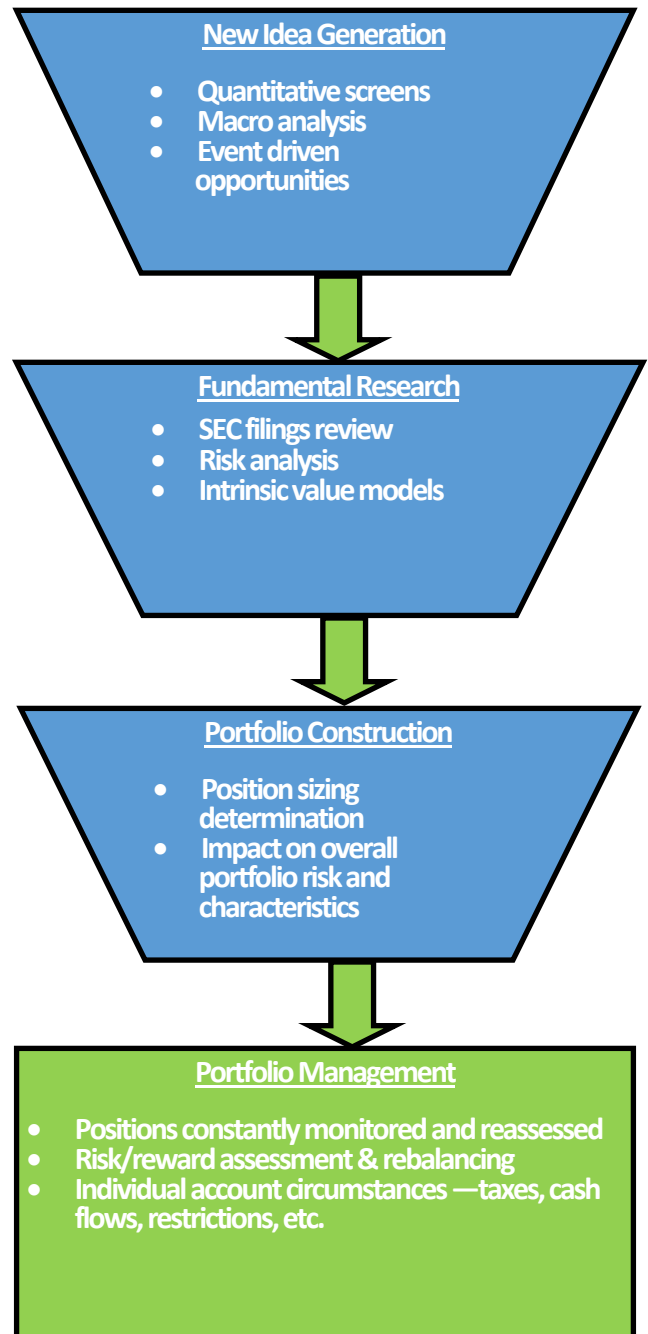 New Idea Generation
• Quantitative screens
• Macro analysis
• Event driven
opportunities
Fundamental Research
• SEC filings review
• Risk analysis
• Intrinsic value models
Portfolio Construction
• Position sizing
determination
• Impact on overall
portfolio risk and
characteristics
Portfolio Management
• Positions constantly monitored and reassessed
• Risk/reward assessment & rebalancing
• Individual account circumstances —taxes, cash
flows, restrictions, etc.